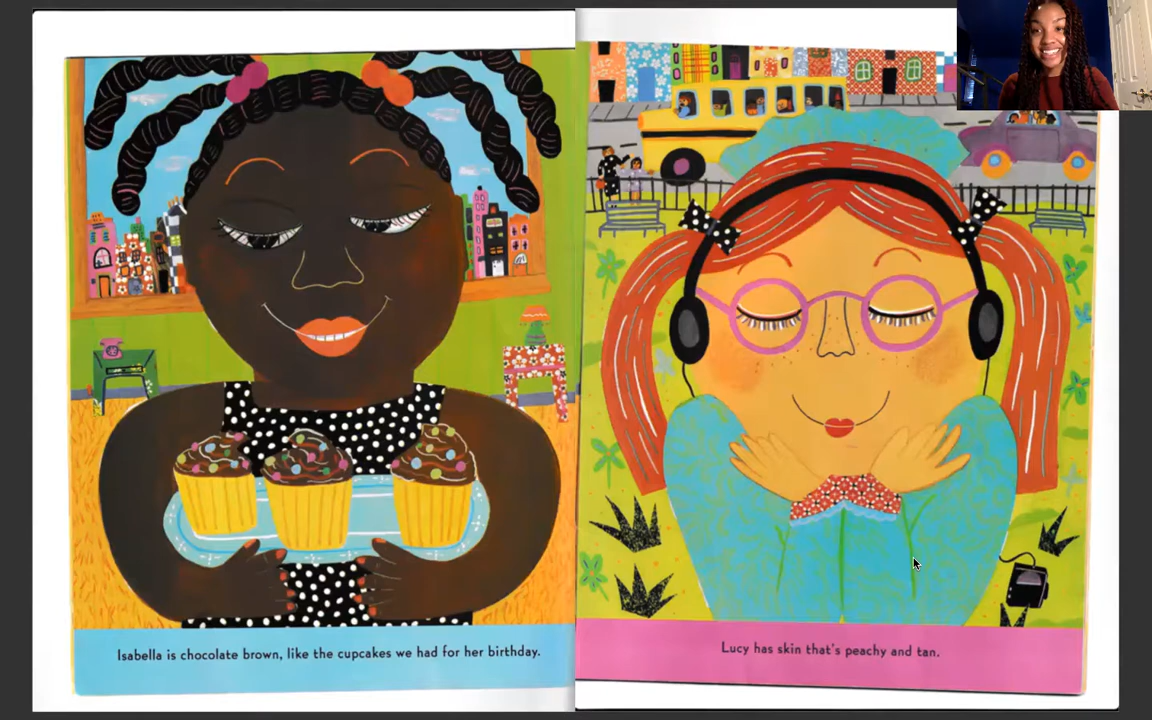 Isabella is chocolate brown, like the cupcakes we had for her birthday.
Lucy has skin that's peachy and tan.